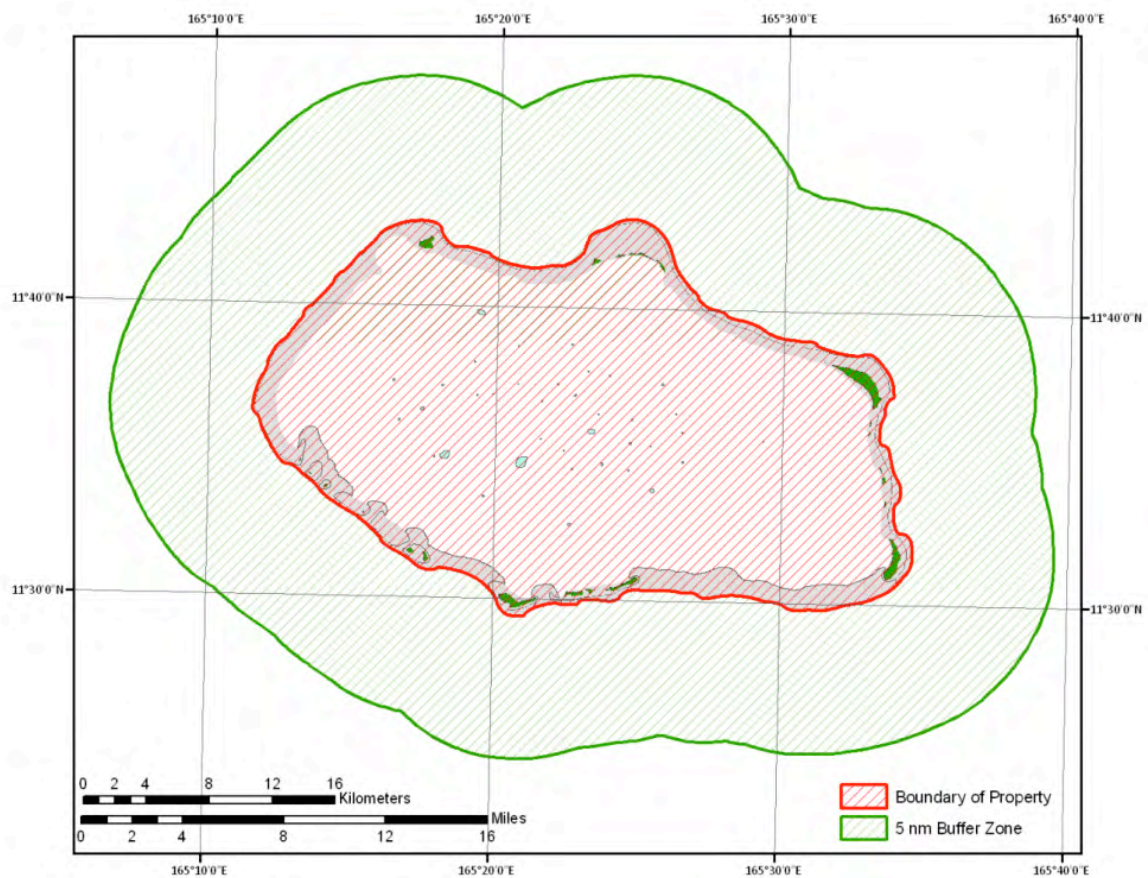 165°10'0"E 165°20'0"E 165°30'0"E 165°40'0"E
11°40'0"N 11°40'0"N
11°30'0"N 11°30'0"N
0 2 4 8 12 16
Kilometers
Miles
0 2 4 8 12 16
Boundary of Property
5 nm Buffer Zone
165°10'0"E 165°20'0"E 165°30'0"E 165°40'0"E